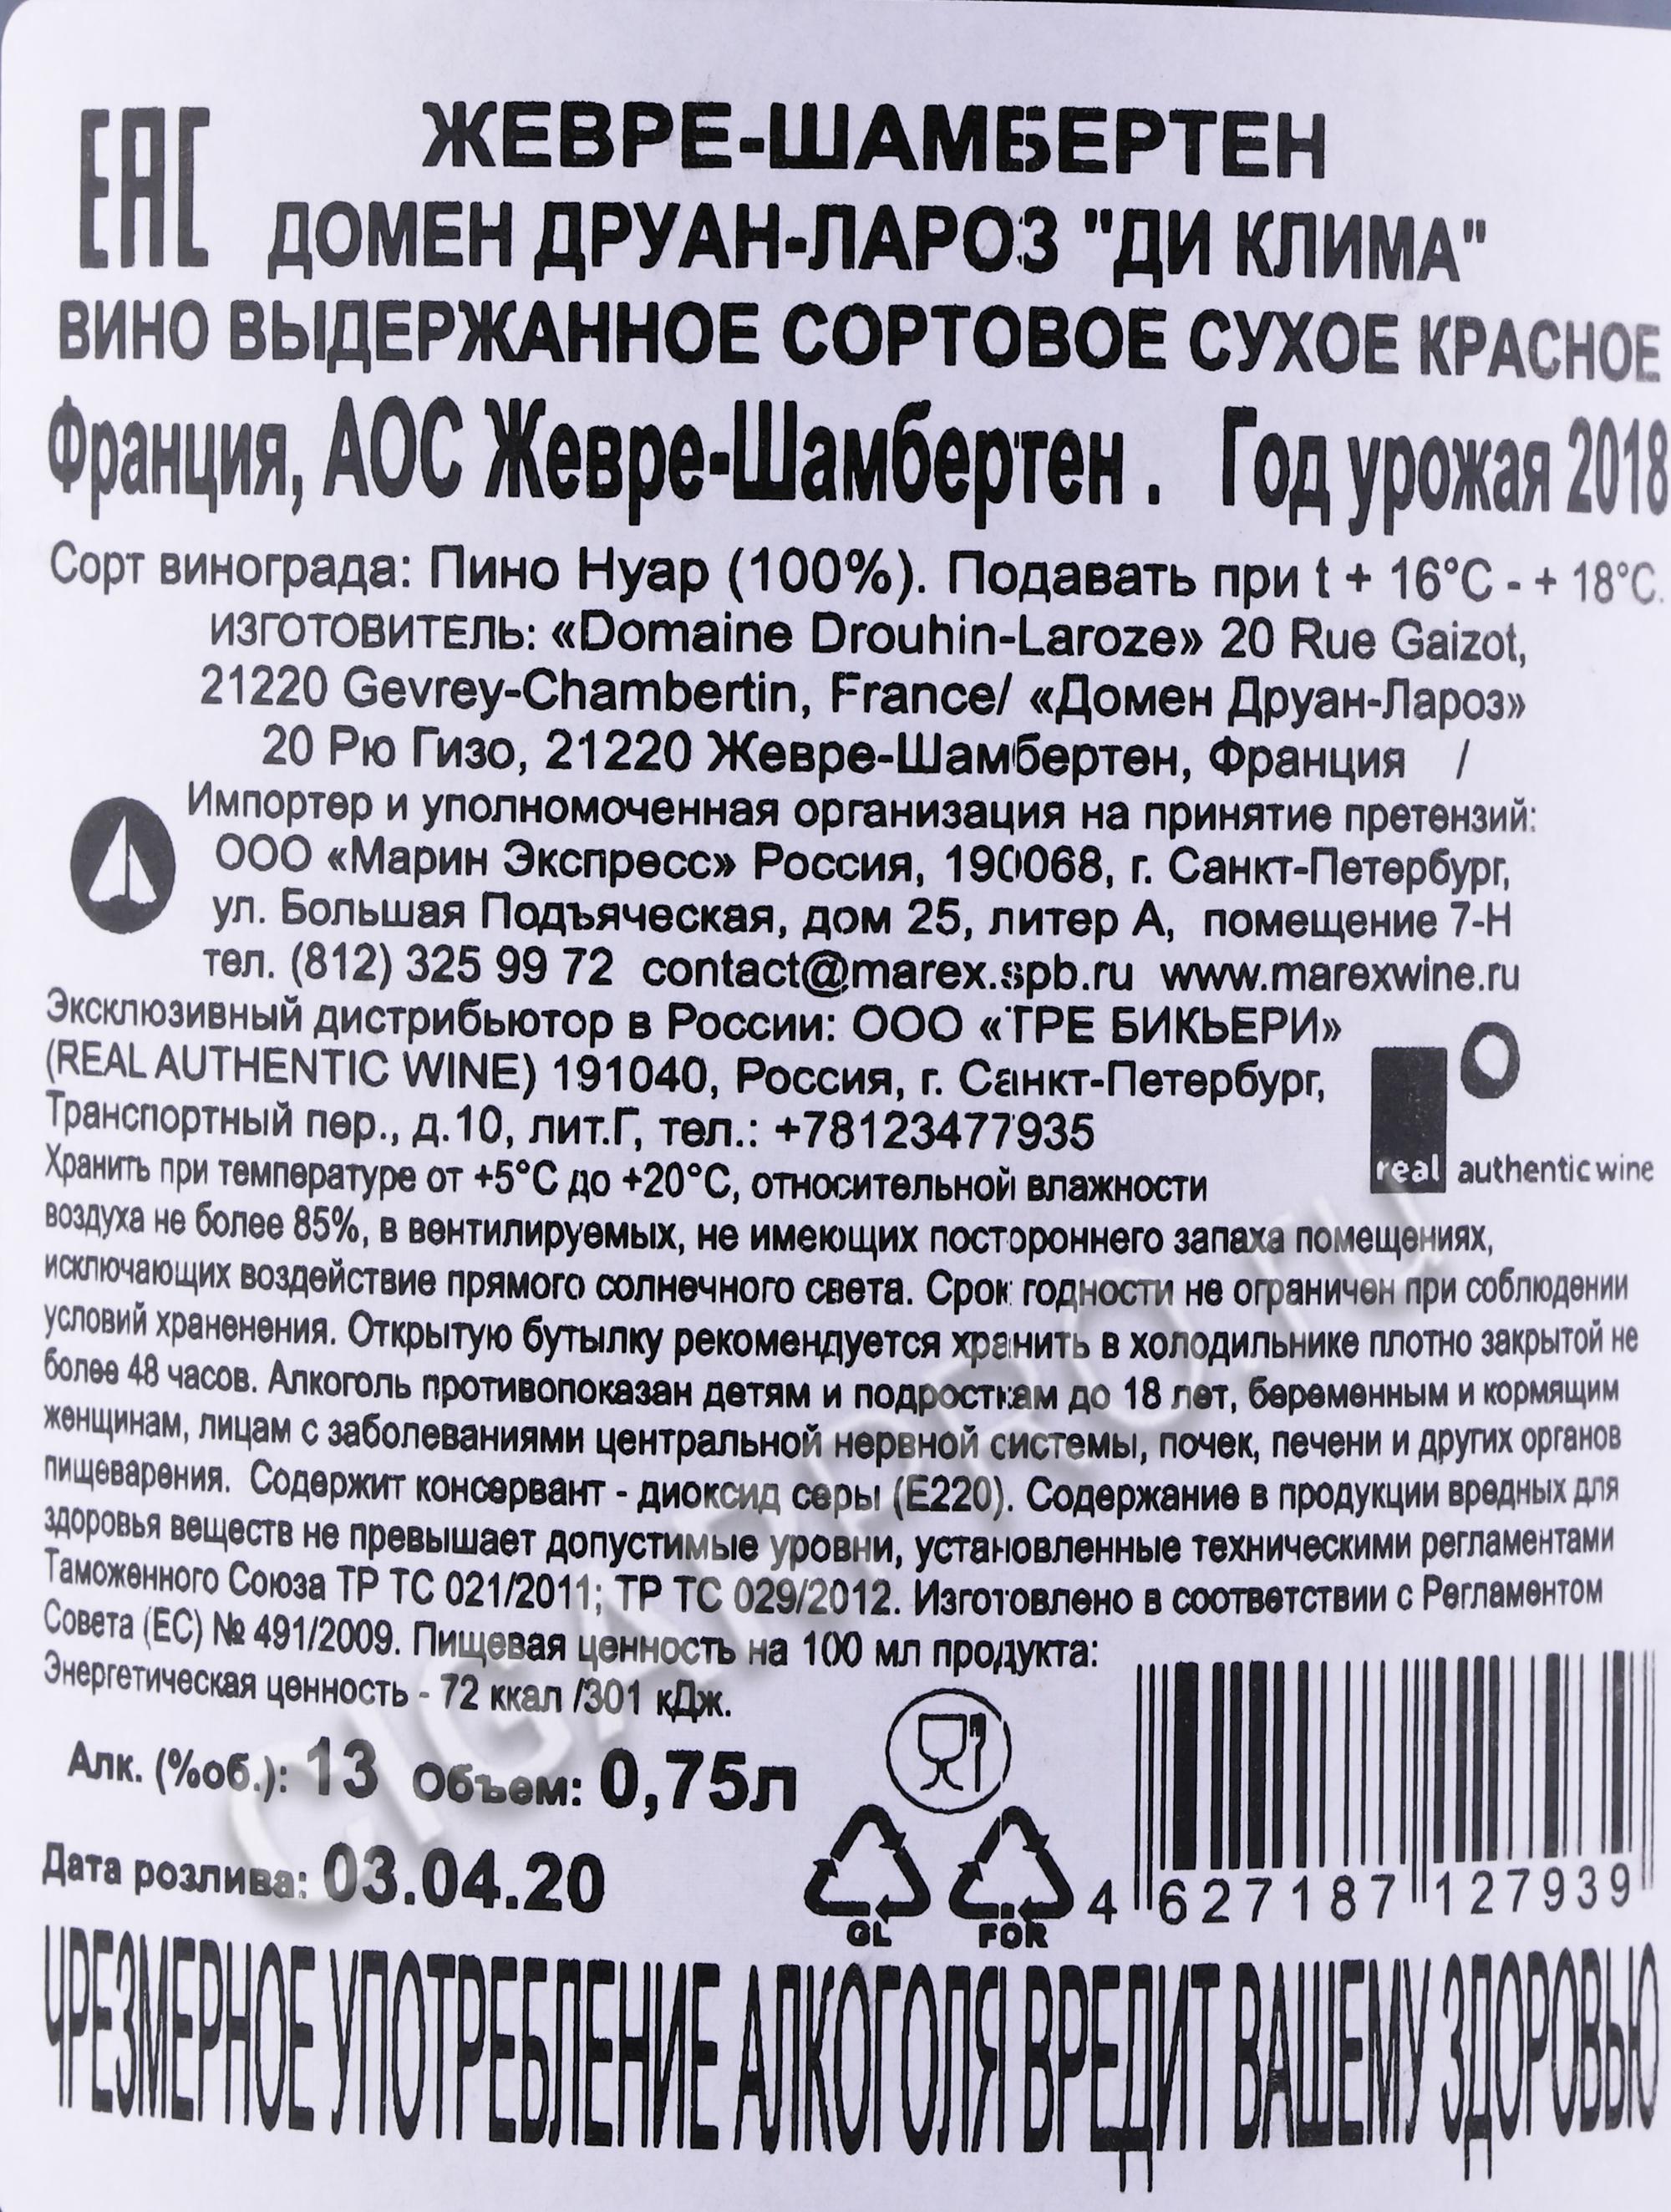 ЕАС
ЖЕВРЕ-ШАМБЕРТЕН
ДОМЕН ДРУАН-ЛАРОЗ "ДИ КЛИМА"
ВИНО ВЫДЕРЖАННОЕ СОРТОВОЕ СУХОЕ КРАСНОЕ
Франция, АОС Жевре-Шамбертен . Год урожая 2018
Сорт винограда: Пино Нуар (100%). Подавать при t + 16°C - + 18°C.
ИЗГОТОВИТЕЛЬ: «Domaine Drouhin-Laroze» 20 Rue Gaizot,
21220 Gevrey-Chambertin, France/ «Домен Друан-Лароз»
20 Рю Гизо, 21220 Жевре-Шамбертен, Франция /
Импортер и уполномоченная организация на принятие претензий:
ООО «Марин Экспресс» Россия, 190068, г. Санкт-Петербург,
ул. Большая Подъяческая, дом 25, литер А, помещение 7-Н
тел. (812) 325 99 72 contact@marex.spb.ru www.marexwine.ru
Эксклюзивный дистрибьютор в России: ООО «ТРЕ БИКЬЕРИ»
(REAL AUTHENTIC WINE) 191040, Россия, г. Санкт-Петербург,
Транспортный пер., д.10, лит.Г, тел.: +78123477935
real authentic wine
Хранить при температуре от +5°C до +20°C, относительной влажности
воздуха не более 85%, в вентилируемых, не имеющих постороннего запаха помещениях,
исключающих воздействие прямого солнечного света. Срок годности не ограничен при соблюдении
условий храненения. Открытую бутылку рекомендуется хранить в холодильнике плотно закрытой не
более 48 часов. Алкоголь противопоказан детям и подросткам до 18 лет, беременным и кормящим
женщинам, лицам с заболеваниями центральной нервной системы, почек, печени и других органов
пищеварения. Содержит консервант - диоксид серы (Е220). Содержание в продукции вредных для
здоровья веществ не превышает допустимые уровни, установленные техническими регламентами
Таможенного Союза ТР ТС 021/2011; ТР ТС 029/2012. Изготовлено в соответствии с Регламентом
Совета (ЕС) № 491/2009. Пищевая ценность на 100 мл продукта:
Энергетическая ценность - 72 ккал /301 кДж.
Алк. (%об.): 13 Объем: 0,75л
Дата розлива: 03.04.20
GL FOR
4 627187 127939
ЧРЕЗМЕРНОЕ УПОТРЕБЛЕНИЕ АЛКОГОЛЯ ВРЕДИТ ВАШЕМУ ЗДОРОВЬЮ
CIGARPRO.ru